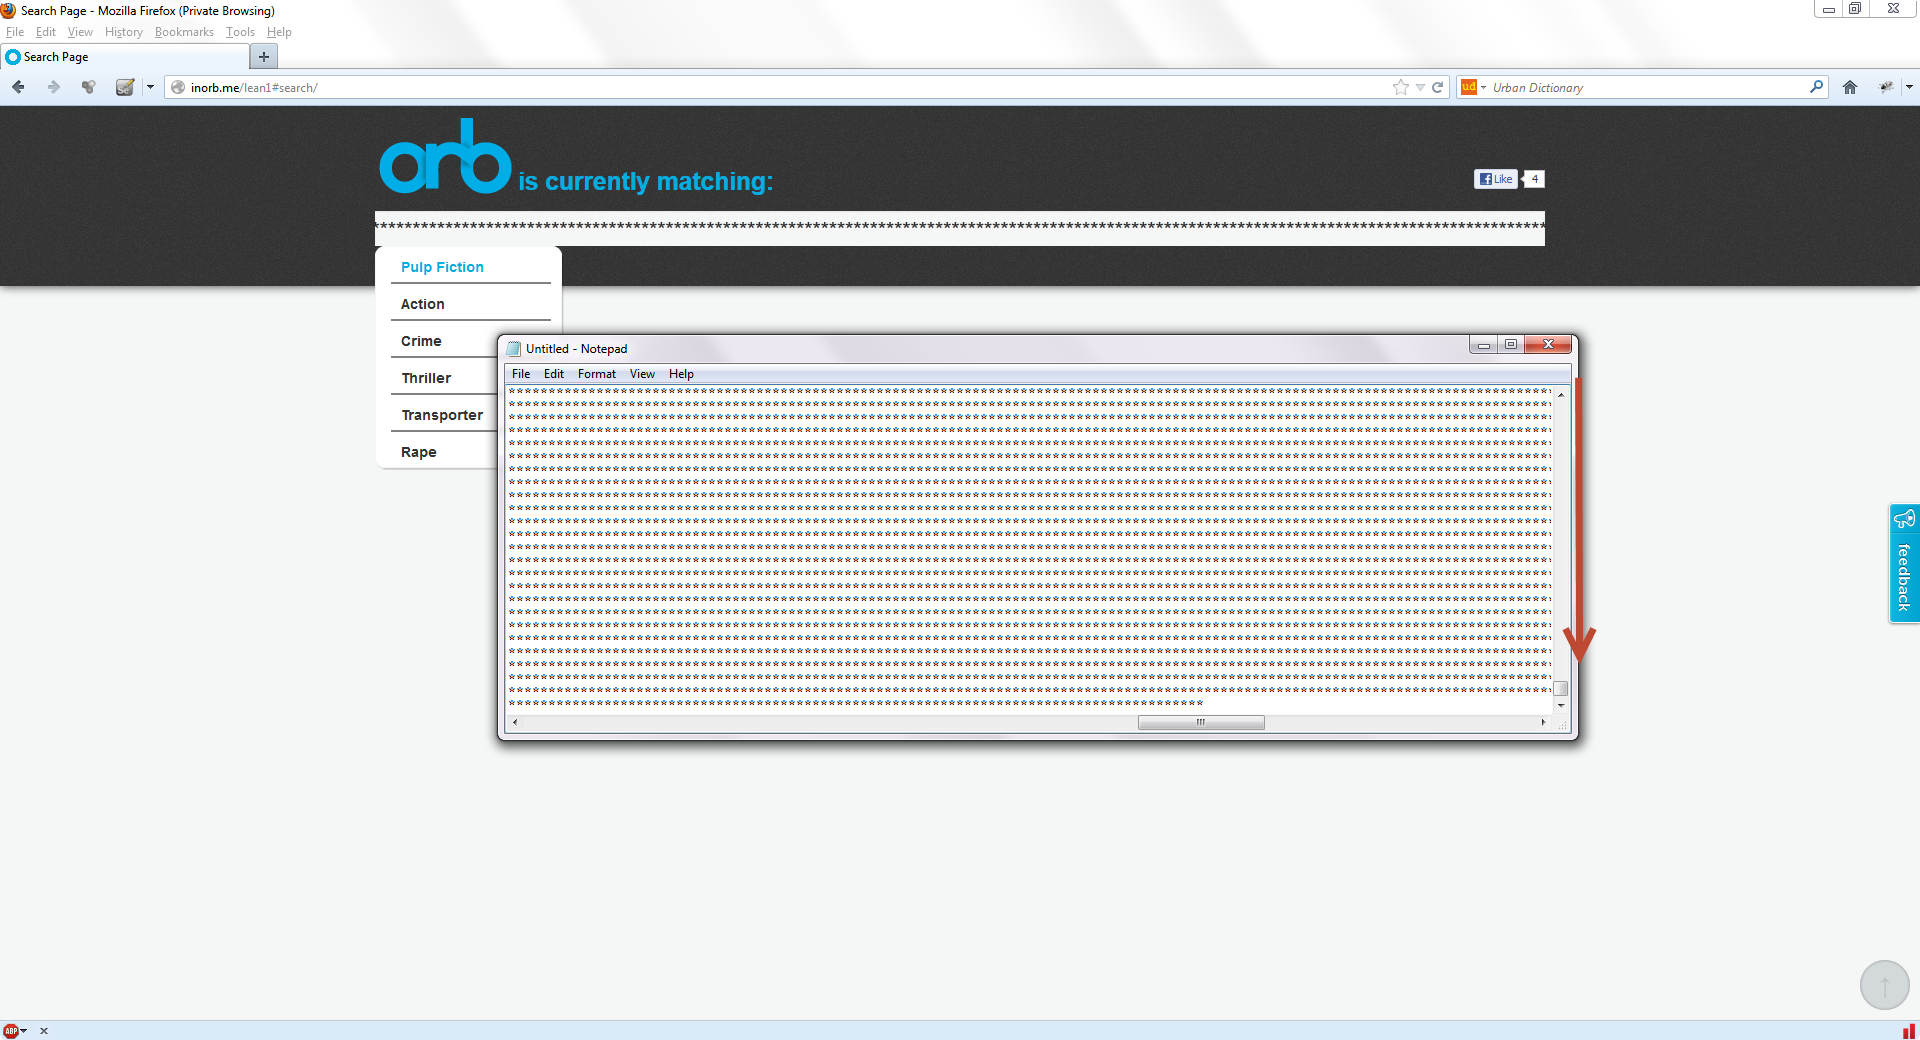 Search Page - Mozilla Firefox (Private Browsing)
File Edit View History Bookmarks Tools Help
Search Page
inorb.me/lean1#search/
ud Urban Dictionary
orb is currently matching:
Like 4
Pulp Fiction
Action
Crime
Thriller
Transporter
Rape
Untitled - Notepad
File Edit Format View Help
feedback
ABP